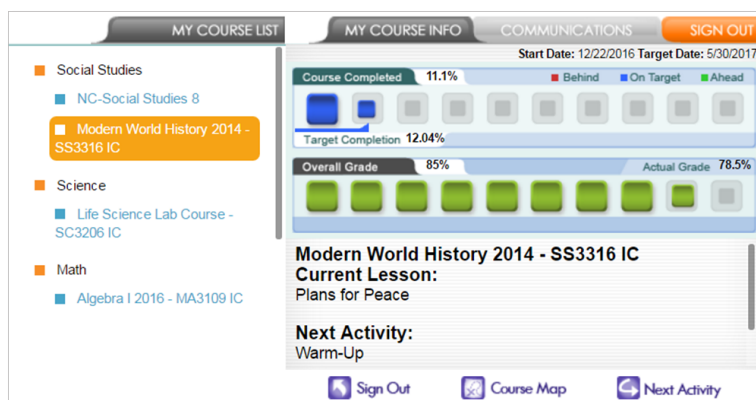 MY COURSE LIST
Social Studies
NC-Social Studies 8
Modern World History 2014 -
SS3316 IC
Science
Life Science Lab Course -
SC3206 IC
Math
Algebra I 2016 - MA3109 IC
MY COURSE INFO
COMMUNICATIONS
SIGN OUT
Start Date: 12/22/2016 Target Date: 5/30/2017
Course Completed 11.1% Behind On Target Ahead
Target Completion 12.04%
Overall Grade 85% Actual Grade 78.5%
Modern World History 2014 - SS3316 IC
Current Lesson:
Plans for Peace
Next Activity:
Warm-Up
Sign Out Course Map Next Activity